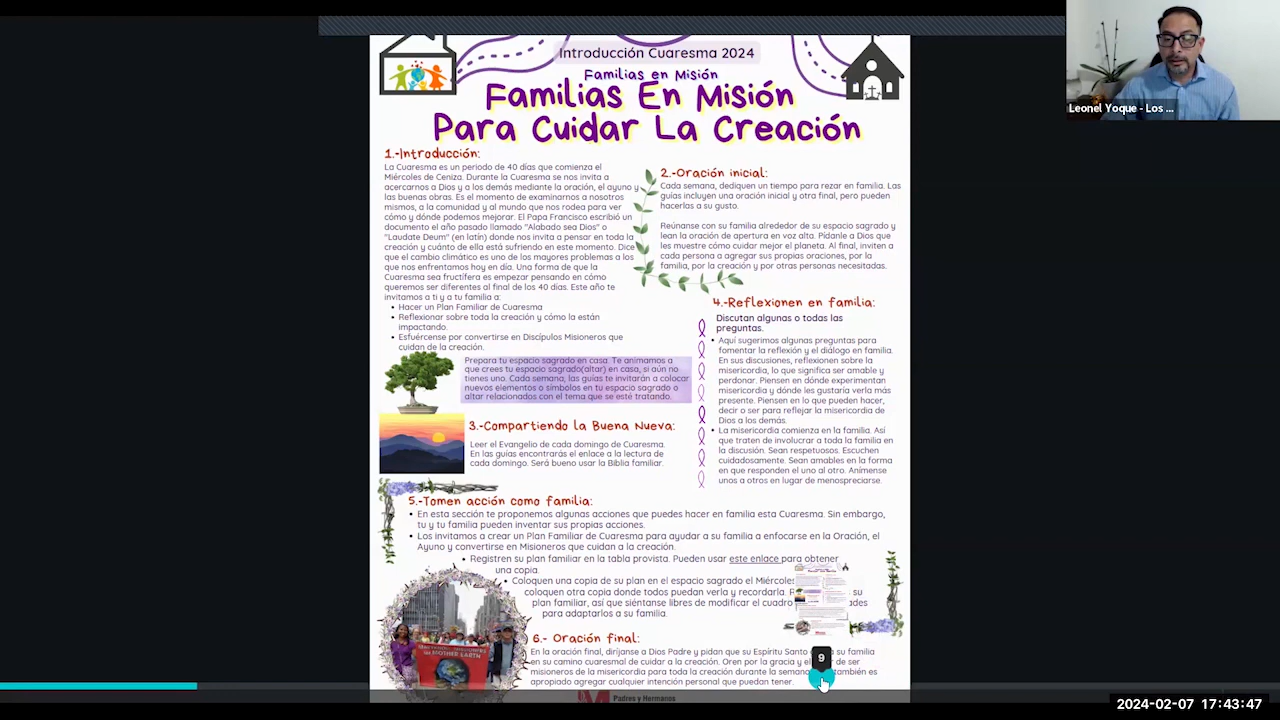 Introducción Cuaresma 2024
Familias en Misión
Familias En Misión
Para Cuidar La Creación
1.-Introducción:
La Cuaresma es un periodo de 40 días que comienza el
Miércoles de Ceniza. Durante la Cuaresma se nos invita a
acercarnos a Dios y a los demás mediante la oración, el ayuno y
las buenas obras. Es el momento de examinarnos a nosotros
mismos, a la comunidad y al mundo que nos rodea para ver
cómo y dónde podemos mejorar. El Papa Francisco escribió un
documento el año pasado llamado "Alabado sea Dios" o
"Laudate Deum" (en latín) donde nos invita a pensar en toda la
creación y cuánto de ella está sufriendo en este momento. Dice
que el cambio climático es uno de los mayores problemas a los
que nos enfrentamos hoy en día. Una forma de que la
Cuaresma sea fructífera es empezar pensando en cómo
queremos ser diferentes al final de los 40 días. Este año te
invitamos a ti y a tu familia a:
• Hacer un Plan Familiar de Cuaresma
• Reflexionar sobre toda la creación y cómo la están
impactando.
• Esfuércense por convertirse en Discípulos Misioneros que
cuidan de la creación.
Prepara tu espacio sagrado en casa. Te animamos a
que crees tu espacio sagrado(altar) en casa, si aún no
tienes uno. Cada semana, las guías te invitarán a colocar
nuevos elementos o símbolos en tu espacio sagrado o
altar relacionados con el tema que se esté tratando.
2.-Oración inicial:
Cada semana, dediquen un tiempo para rezar en familia. Las
guías incluyen una oración inicial y otra final, pero pueden
hacerlas a su gusto.
Reúnanse con su familia alrededor de su espacio sagrado y
lean la oración de apertura en voz alta. Pídanle a Dios que
les muestre cómo cuidar mejor el planeta. Al final, inviten a
cada persona a agregar sus propias oraciones, por la
familia, por la creación y por otras personas necesitadas.
3.-Compartiendo la Buena Nueva:
Leer el Evangelio de cada domingo de Cuaresma.
En las guías encontrarás el enlace a la lectura de
cada domingo. Será bueno usar la Biblia familiar.
4.-Reflexionen en familia:
Discutan algunas o todas las
preguntas.
• Aquí sugerimos algunas preguntas para
fomentar la reflexión y el diálogo en familia.
En sus discusiones, reflexionen sobre la
misericordia, lo que significa ser amable y
perdonar. Piensen en dónde experimentan
misericordia y dónde les gustaría verla más
presente. Piensen en lo que pueden hacer,
decir o ser para reflejar la misericordia de
Dios a los demás.
• La misericordia comienza en la familia. Así
que traten de involucrar a toda la familia en
la discusión. Sean respetuosos. Escuchen
cuidadosamente. Sean amables en la forma
en que responden el uno al otro. Anímense
unos a otros en lugar de menospreciarse.
5.-Tomen acción como familia:
• En esta sección te proponemos algunas acciones que puedes hacer en familia esta Cuaresma. Sin embargo,
tu y tu familia pueden inventar sus propias acciones.
• Los invitamos a crear un Plan Familiar de Cuaresma para ayudar a su familia a enfocarse en la Oración, el
Ayuno y convertirse en Misioneros que cuidan a la creación.
• Registren su plan familiar en la tabla provista. Pueden usar este enlace para obtener
una copia.
• Coloquen una copia de su plan en el espacio sagrado el Miércoles
coloquen otra copia donde todos puedan verla y recordarla. su
plan familiar, así que siéntanse libres de modificar el cuadro
para adaptarlos a su familia.
6.- Oración final:
En la oración final, diríjanse a Dios Padre y pidan que su Espíritu Santo su familia
en su camino cuaresmal de cuidar a la creación. Oren por la gracia y el de ser
misioneros de la misericordia para toda la creación durante la semana. también es
apropiado agregar cualquier intención personal que puedan tener.
MOTHER EARTH
Padres y Hermanos
9
Leonel Yoque - Los ...
2024-02-07 17:43:47